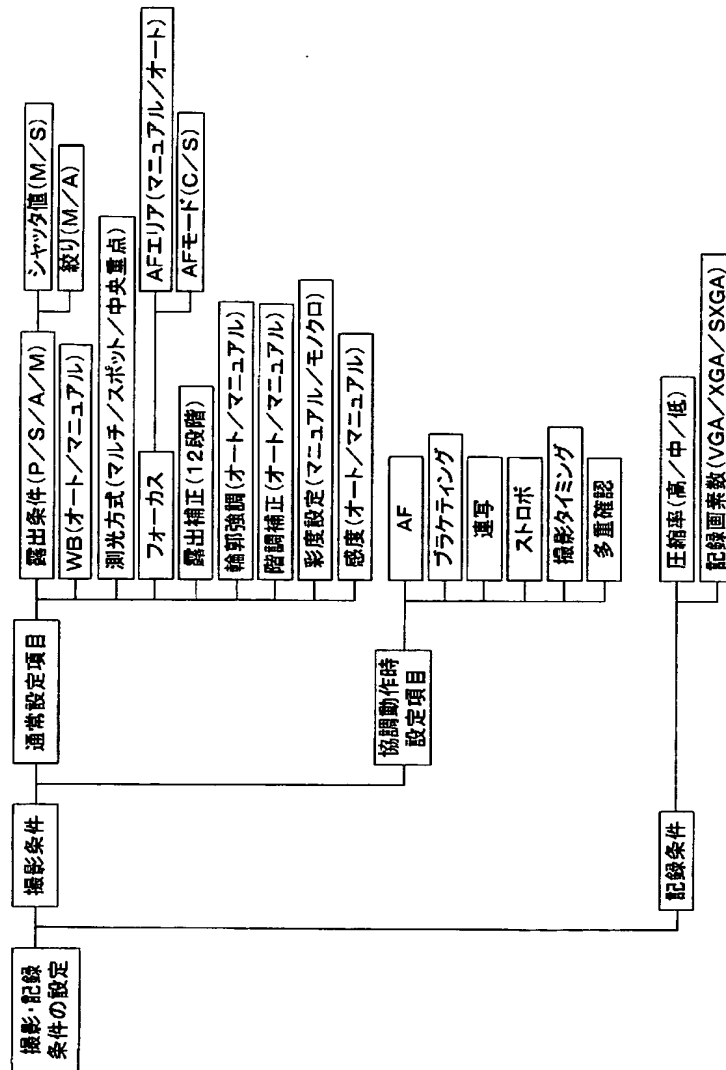 撮影・記録
条件の設定
撮影条件
通常設定項目
露出条件(P/S/A/M)
シャッタ値(M/S)
絞り(M/A)
WB(オート/マニュアル)
測光方式(マルチ/スポット/中央重点)
フォーカス
AFエリア(マニュアル/オート)
AFモード(C/S)
露出補正(12段階)
輪郭強調(オート/マニュアル)
階調補正(オート/マニュアル)
彩度設定(マニュアル/モノクロ)
感度(オート/マニュアル)
協調動作時
設定項目
AF
ブラケティング
連写
ストロボ
撮影タイミング
多重確認
記録条件
圧縮率(高/中/低)
記録画素数(VGA/XGA/SXGA)